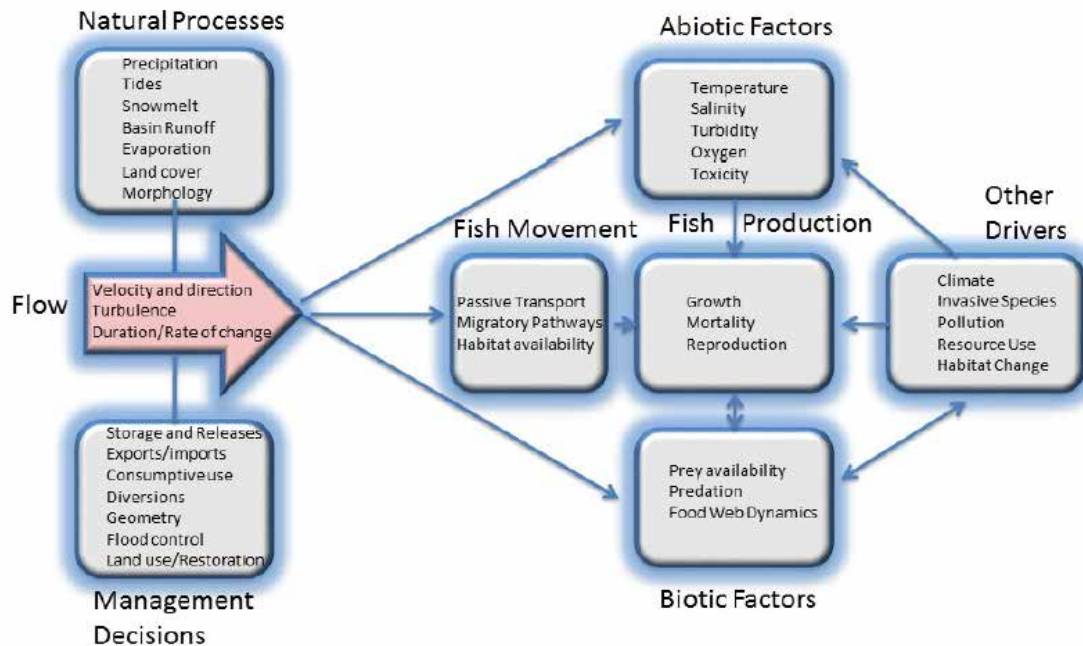 Natural Processes
Precipitation
Tides
Snowmelt
Basin Runoff
Evaporation
Land cover
Morphology
Flow
Velocity and direction
Turbulence
Duration/Rate of change
Storage and Releases
Exports/Imports
Consumptive use
Diversions
Geometry
Flood control
Land use/Restoration
Management
Decisions
Abiotic Factors
Temperature
Salinity
Turbidity
Oxygen
Toxicity
Fish Movement
Passive Transport
Migratory Pathways
Habitat availability
Fish Production
Growth
Mortality
Reproduction
Other
Drivers
Climate
Invasive Species
Pollution
Resource Use
Habitat Change
Prey availability
Predation
Food Web Dynamics
Biotic Factors